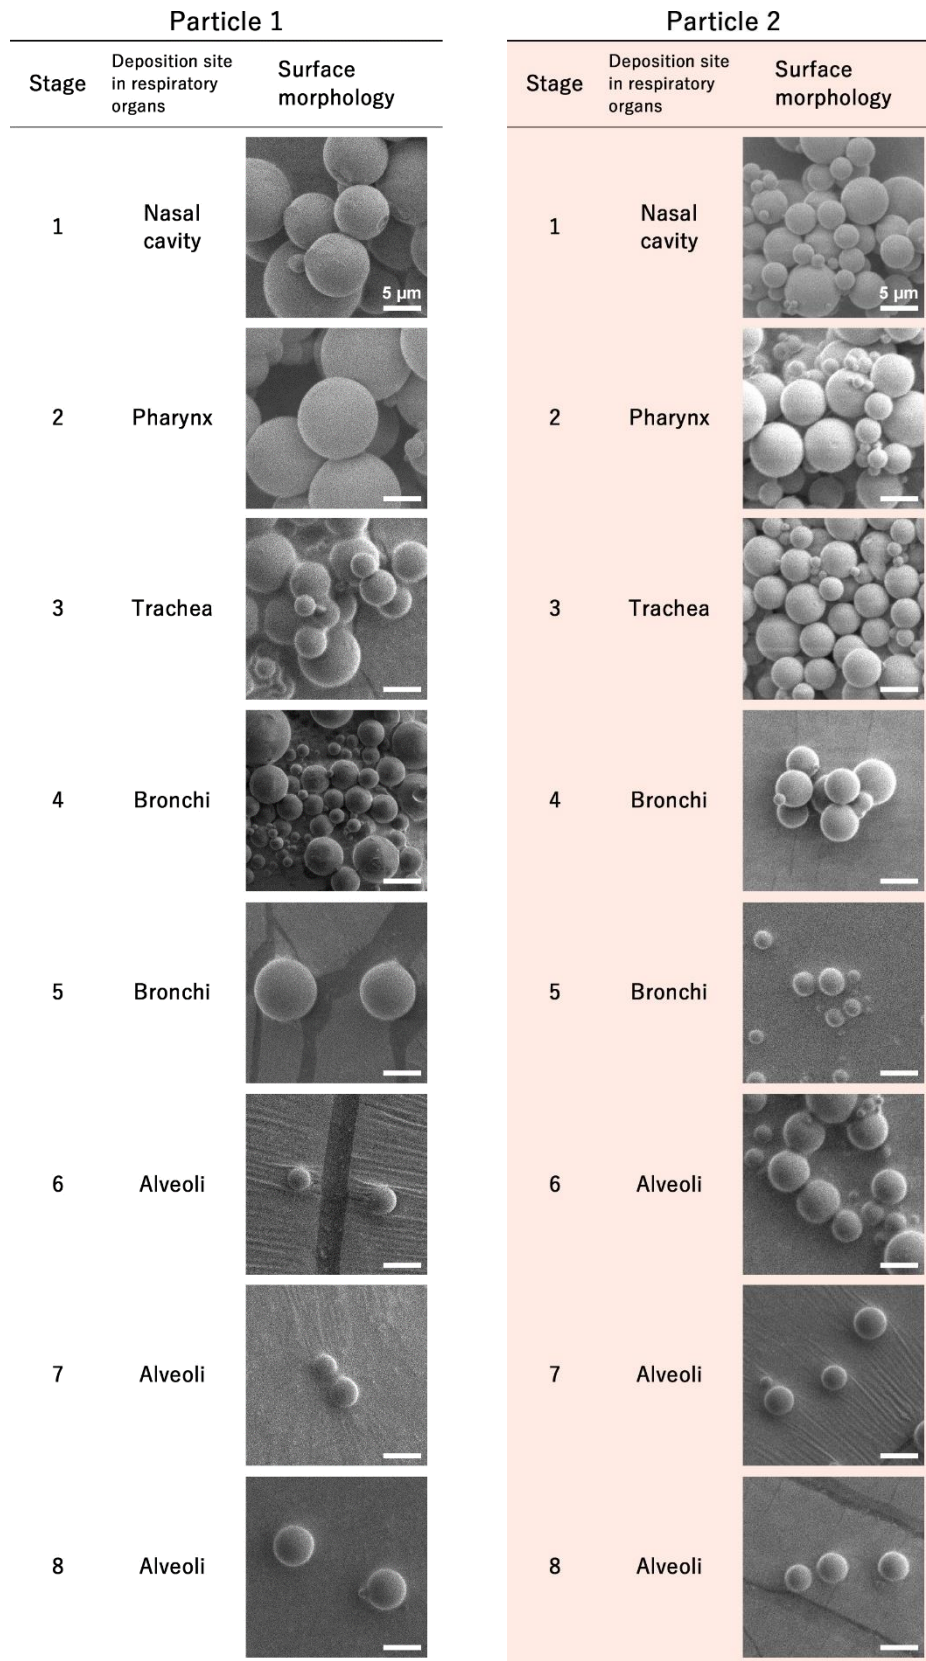 Particle 1
Stage
Deposition site
in respiratory
organs
Surface
morphology
1
Nasal
cavity
5 µm
2
Pharynx
3
Trachea
4
Bronchi
5
Bronchi
6
Alveoli
7
Alveoli
8
Alveoli
Particle 2
Stage
Deposition site
in respiratory
organs
Surface
morphology
1
Nasal
cavity
5 µm
2
Pharynx
3
Trachea
4
Bronchi
5
Bronchi
6
Alveoli
7
Alveoli
8
Alveoli